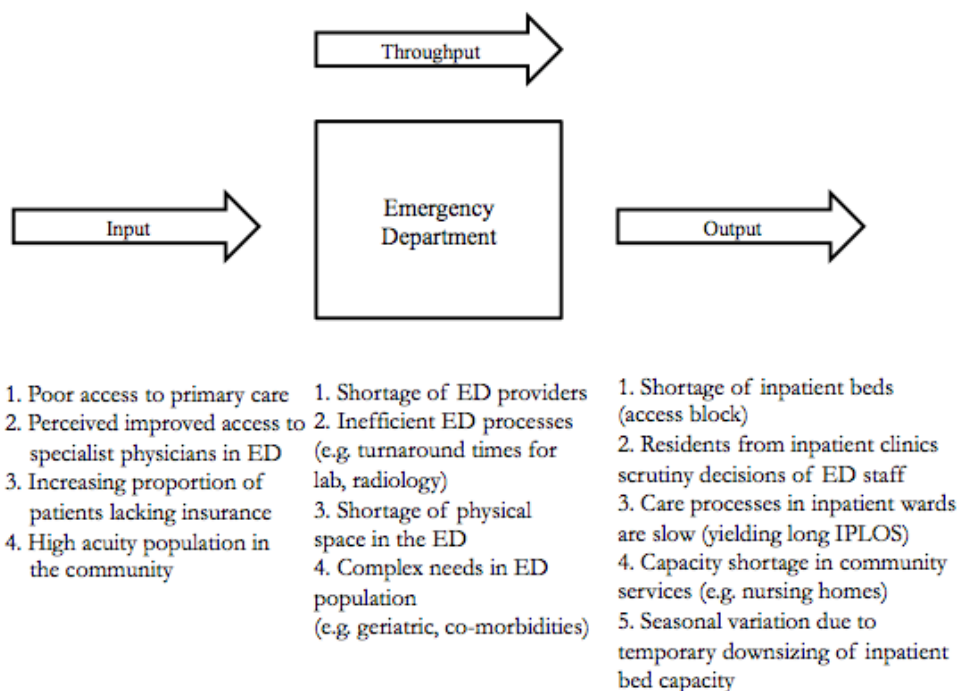 Throughput
Input
Emergency
Department
Output
1. Poor access to primary care
2. Perceived improved access to
specialist physicians in ED
3. Increasing proportion of
patients lacking insurance
4. High acuity population in
the community
1. Shortage of ED providers
2. Inefficient ED processes
(e.g. turnaround times for
lab, radiology)
3. Shortage of physical
space in the ED
4. Complex needs in ED
population
(e.g. geriatric, co-morbidities)
1. Shortage of inpatient beds
(access block)
2. Residents from inpatient clinics
scrutiny decisions of ED staff
3. Care processes in inpatient wards
are slow (yielding long IPLOS)
4. Capacity shortage in community
services (e.g. nursing homes)
5. Seasonal variation due to
temporary downsizing of inpatient
bed capacity